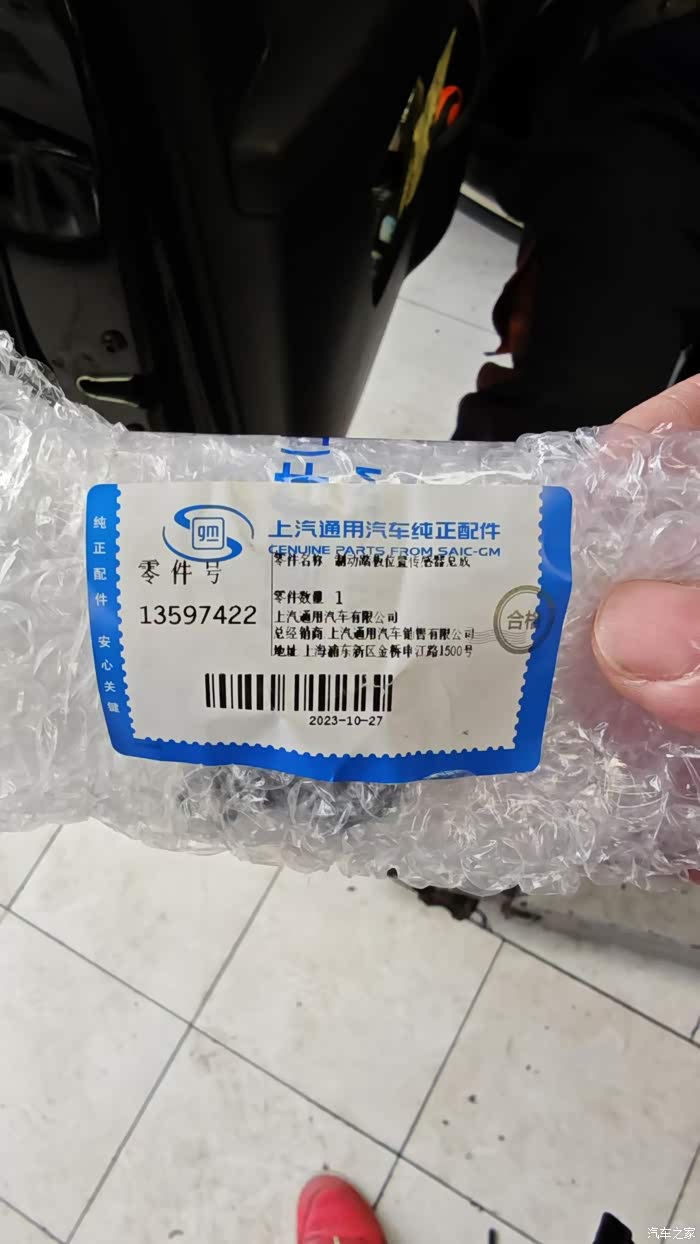 纯正配件 安心关键
gm
上汽通用汽车纯正配件
GENUINE PARTS FROM SAIC-GM
零件号
13597422
零件名称 制动踏板位置传感器总成
零件数量 1
上汽通用汽车有限公司
总经销商 上汽通用汽车销售有限公司
地址 上海浦东新区金桥申江路1500号
合格
2023-10-27
汽车之家